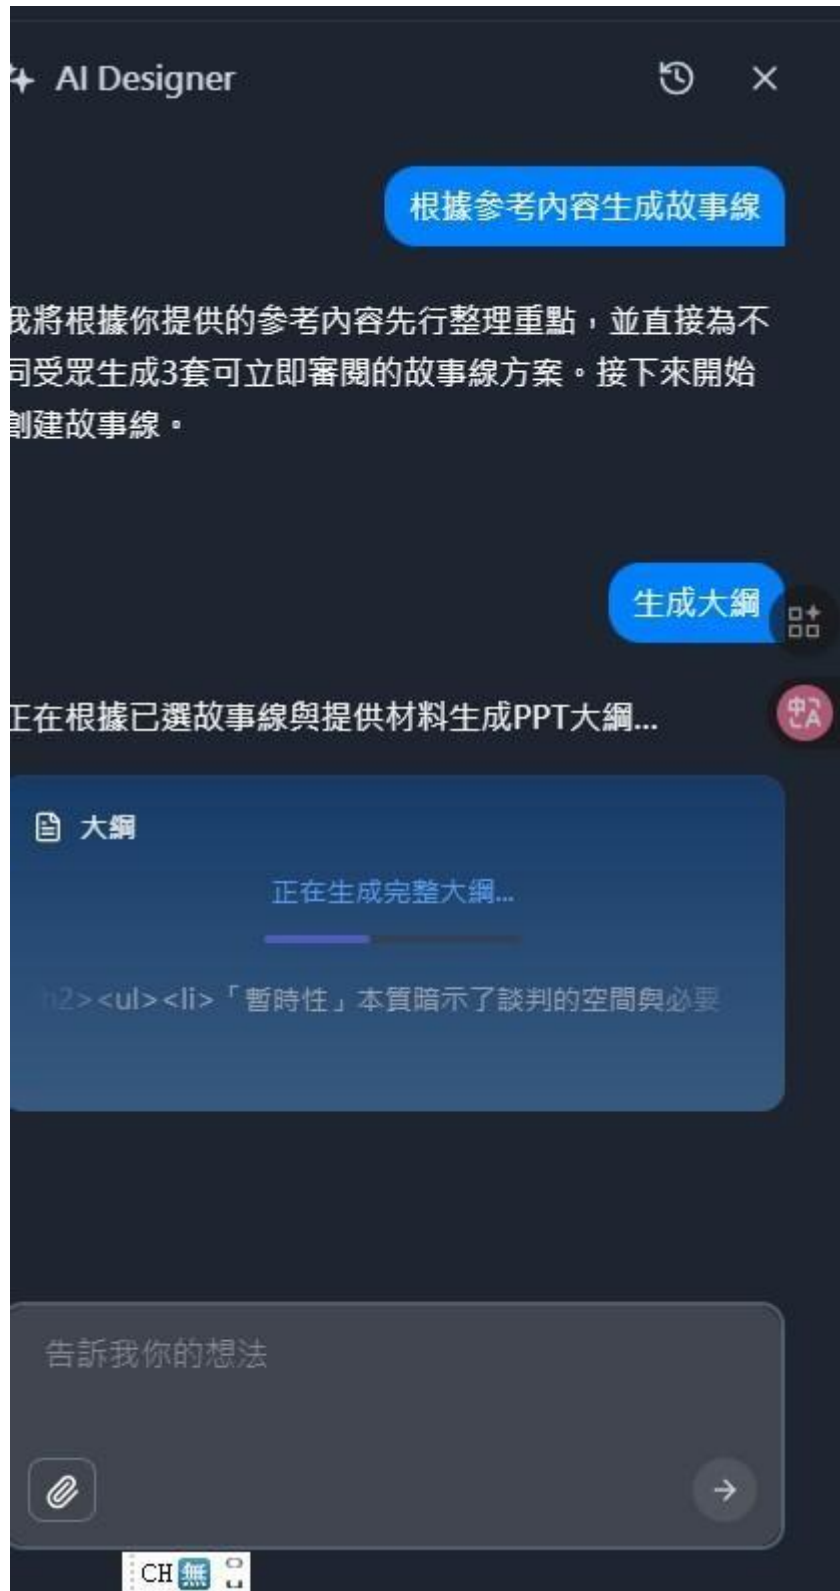 AI Designer
根據參考內容生成故事線
我將根據你提供的參考內容先行整理重點，並直接為不
同受眾生成3套可立即審閱的故事線方案。接下來開始
創建故事線。
生成大綱
正在根據已選故事線與提供材料生成PPT大綱...
中A
大綱
正在生成完整大綱...
h2><ul><li>「暫時性」本質暗示了談判的空間與必要
告訴我你的想法
CH 無